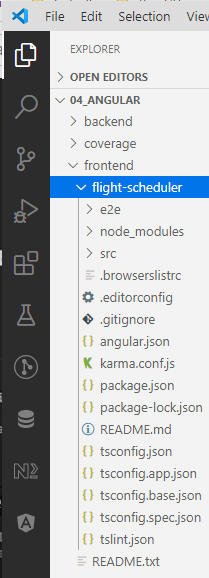 File Edit Selection View
EXPLORER
OPEN EDITORS
04_ANGULAR
backend
coverage
frontend
flight-scheduler
e2e
node_modules
src
.browserslistrc
.editorconfig
.gitignore
angular.json
karma.conf.js
package.json
package-lock.json
README.md
tsconfig.json
tsconfig.app.json
tsconfig.base.json
tsconfig.spec.json
tslint.json
README.txt